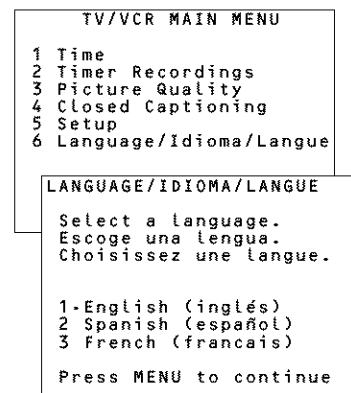 TV/VCR MAIN MENU
1 Time
2 Timer Recordings
3 Picture Quality
4 Closed Captioning
5 Setup
6 Language/Idioma/Langue
LANGUAGE/IDIOMA/LANGUE
Select a language.
Escoge una lengua.
Choisissez une langue.
1-English (inglés)
2 Spanish (español)
3 French (francais)
Press MENU to continue